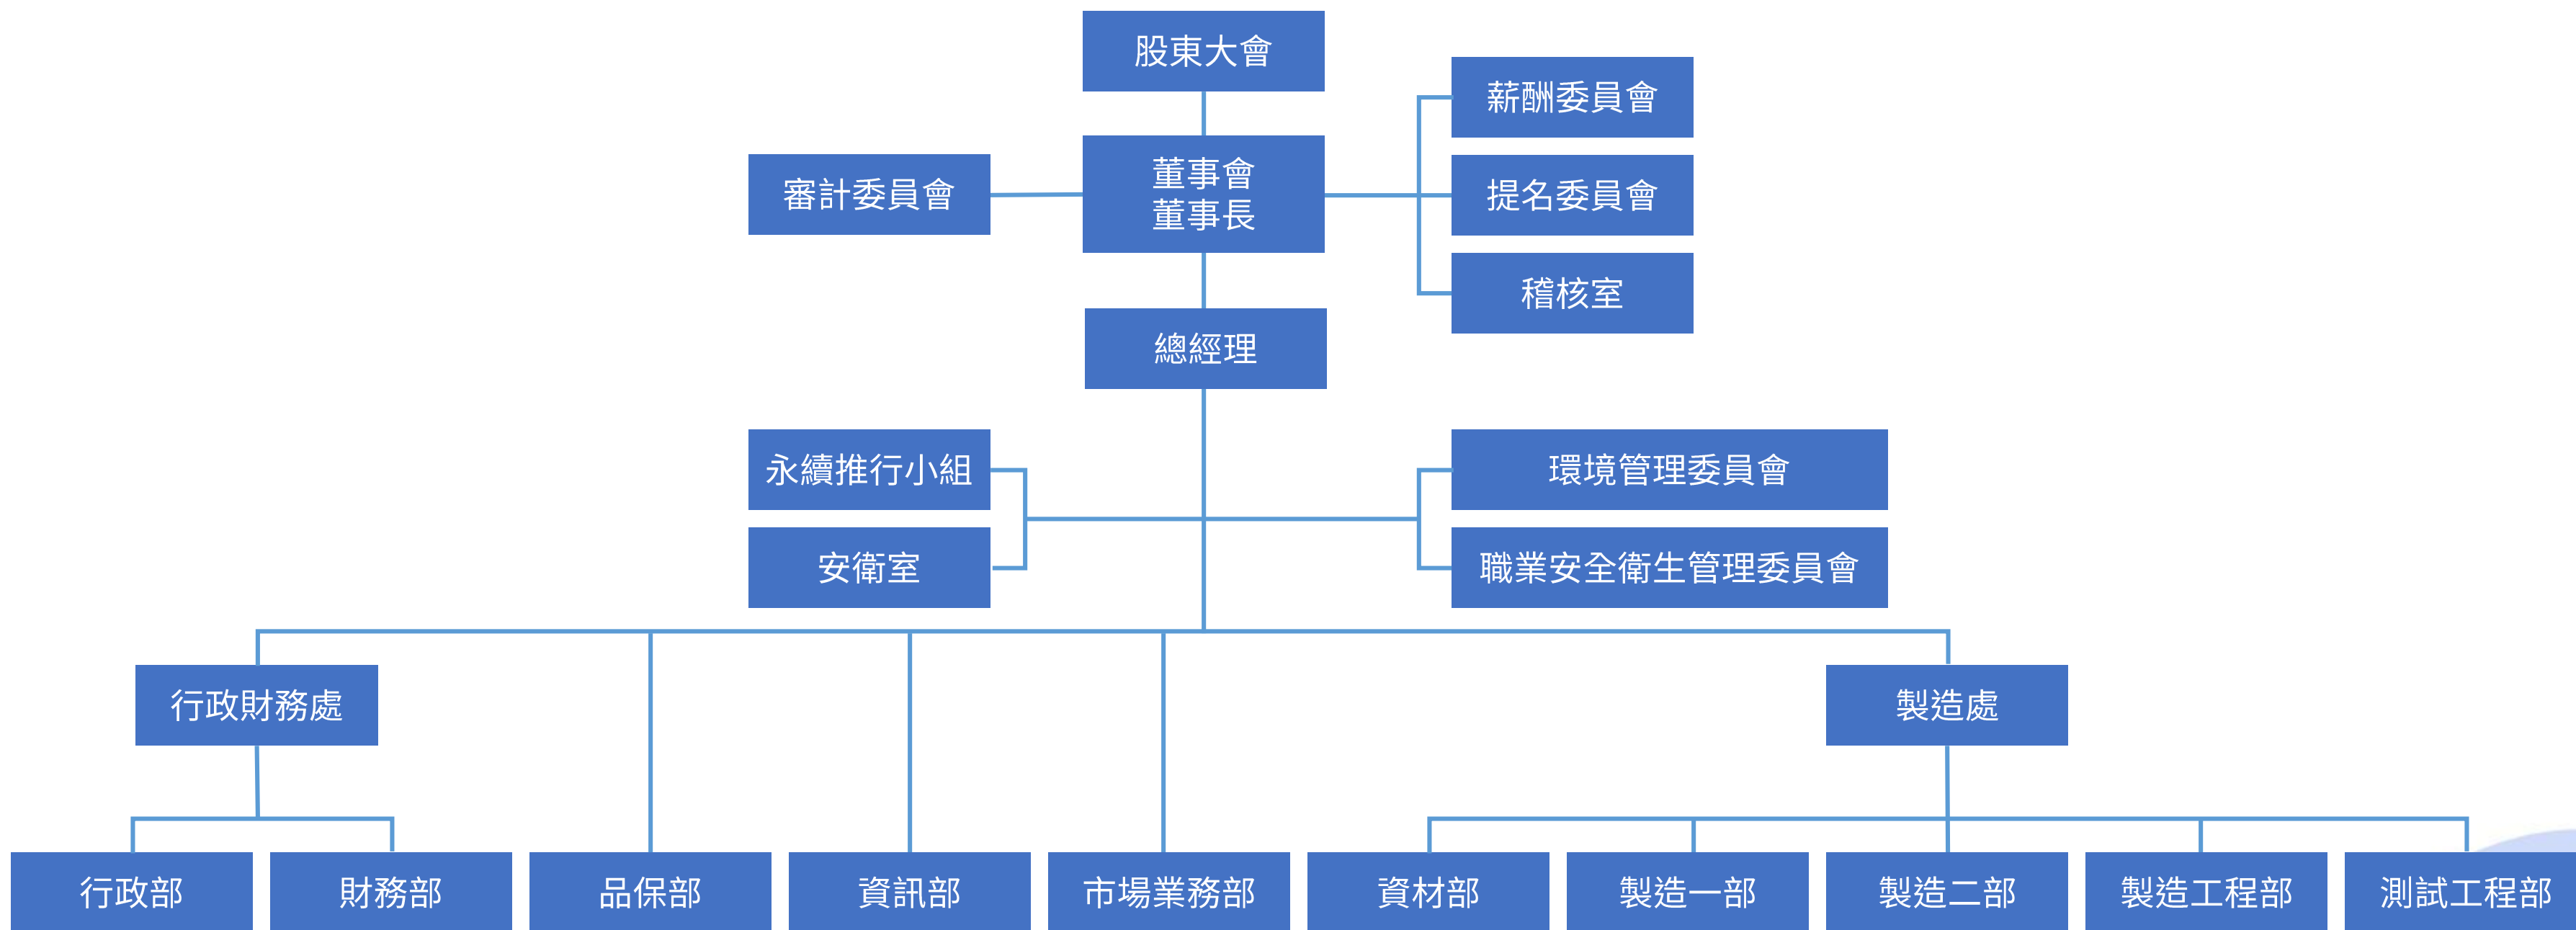 股東大會
薪酬委員會
審計委員會
董事會
董事長
提名委員會
稽核室
總經理
永續推行小組
環境管理委員會
安衛室
職業安全衛生管理委員會
行政財務處
製造處
行政部
財務部
品保部
資訊部
市場業務部
資材部
製造一部
製造二部
製造工程部
測試工程部